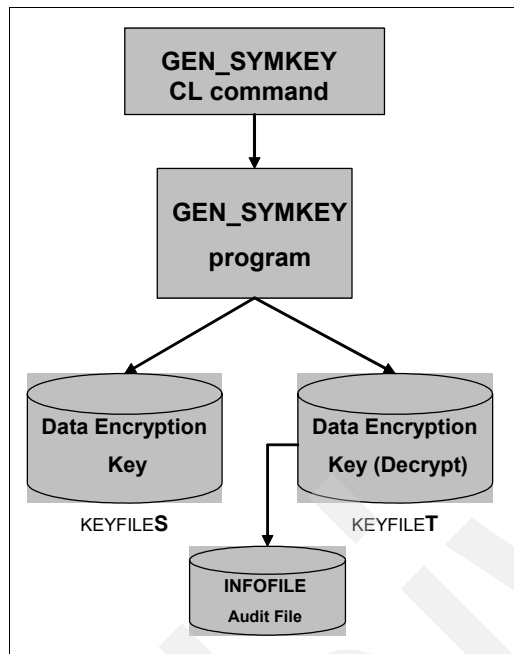 GEN_SYMKEY
CL command
GEN_SYMKEY
program
Data Encryption
Key
Data Encryption
Key (Decrypt)
KEYFILES
KEYFILET
INFOFILE
Audit File